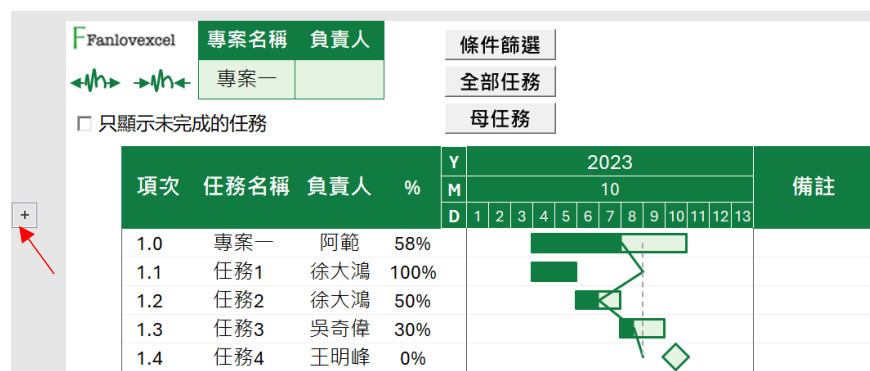 Fanlovexcel
專案名稱 負責人
專案一
條件篩選
全部任務
母任務
只顯示未完成的任務
項次 任務名稱 負責人 % Y 2023 備註
M 10
D 1 2 3 4 5 6 7 8 9 10 11 12 13
1.0 專案一 阿範 58%
1.1 任務1 徐大鴻 100%
1.2 任務2 徐大鴻 50%
1.3 任務3 吳奇偉 30%
1.4 任務4 王明峰 0%